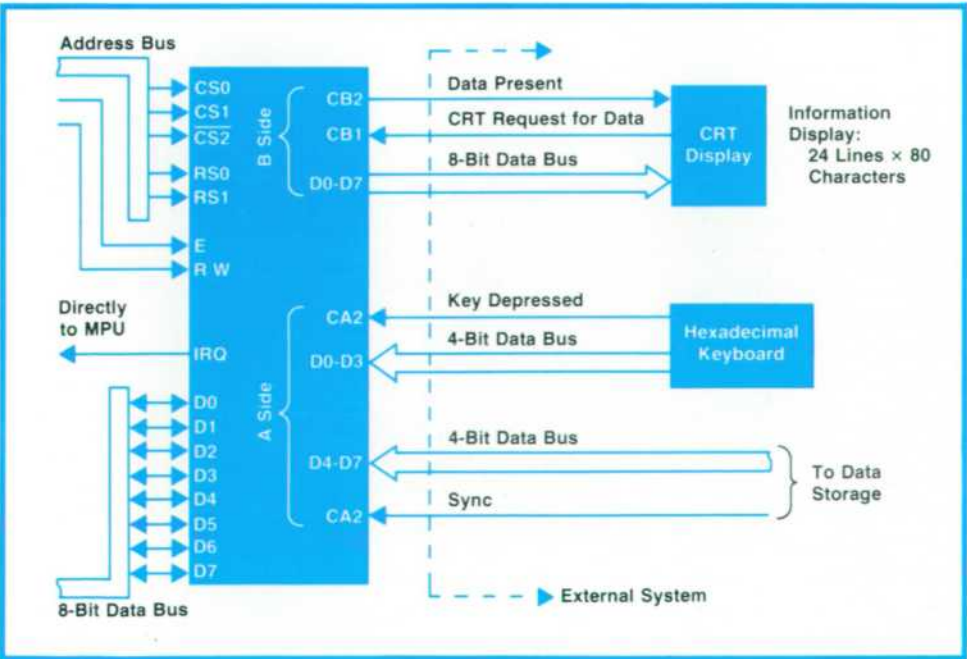 Address Bus
CS0
CS1
CS2
RS0
RS1
E
R W
Directly
to MPU
IRQ
D0
D1
D2
D3
D4
D5
D6
D7
8-Bit Data Bus
B Side
CB2
CB1
D0-D7
A Side
CA2
D0-D3
D4-D7
CA2
Data Present
CRT Request for Data
8-Bit Data Bus
CRT
Display
Information
Display:
24 Lines × 80
Characters
Key Depressed
4-Bit Data Bus
Hexadecimal
Keyboard
4-Bit Data Bus
Sync
To Data
Storage
External System